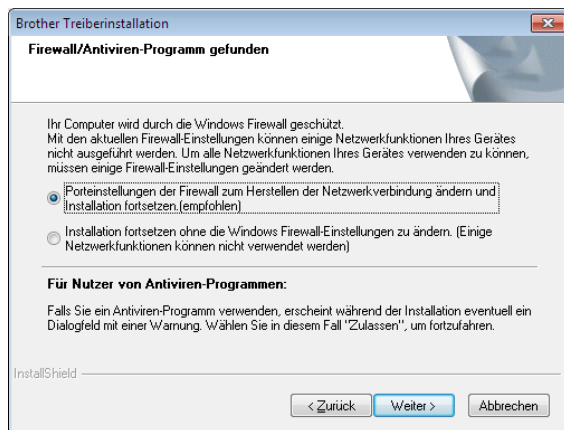 Brother Treiberinstallation
Firewall/Antiviren-Programm gefunden
Ihr Computer wird durch die Windows Firewall geschützt.
Mit den aktuellen Firewall-Einstellungen können einige Netzwerkfunktionen Ihres Gerätes
nicht ausgeführt werden. Um alle Netzwerkfunktionen Ihres Gerätes verwenden zu können,
müssen einige Firewall-Einstellungen geändert werden.
Porteinstellungen der Firewall zum Herstellen der Netzwerkverbindung ändern und
Installation fortsetzen.(empfohlen)
Installation fortsetzen ohne die Windows Firewall-Einstellungen zu ändern. (Einige
Netzwerkfunktionen können nicht verwendet werden)
Für Nutzer von Antiviren-Programmen:
Falls Sie ein Antiviren-Programm verwenden, erscheint während der Installation eventuell ein
Dialogfeld mit einer Warnung. Wählen Sie in diesem Fall "Zulassen", um fortzufahren.
InstallShield
< Zurück Weiter > Abbrechen